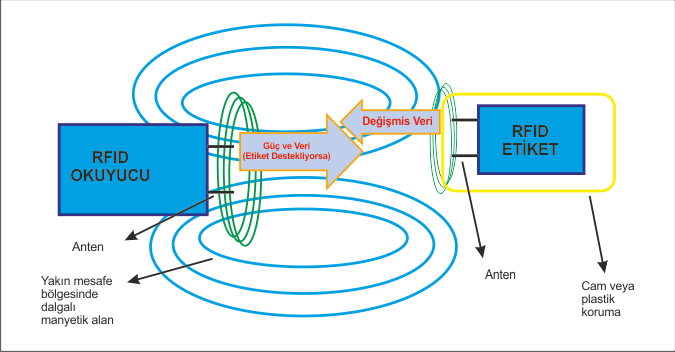 RFID
OKUYUCU
Güç ve Veri
(Etiket Destekliyorsa)
Değişmis Veri
RFID
ETİKET
Anten
Yakın mesafe
bölgesinde
dalgalı
manyetik alan
Anten
Cam veya
plastik
koruma